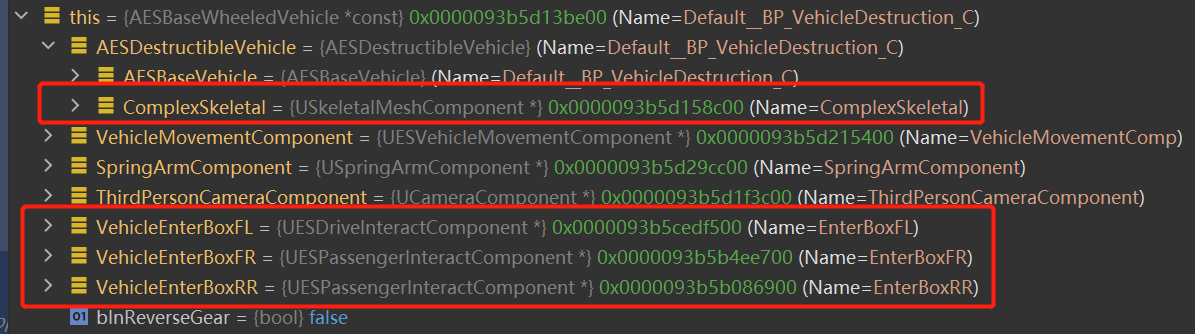 this = {AESBaseWheeledVehicle *const} 0x0000093b5d13be00 (Name=Default__BP_VehicleDestruction_C)
AESDestructibleVehicle = {AESDestructibleVehicle} (Name=Default__BP_VehicleDestruction_C)
AESBaseVehicle = {AESBaseVehicle} (Name=Default__BP_VehicleDestruction_C)
ComplexSkeletal = {USkeletalMeshComponent *} 0x0000093b5d158c00 (Name=ComplexSkeletal)
VehicleMovementComponent = {UESVehicleMovementComponent *} 0x0000093b5d215400 (Name=VehicleMovementComp)
SpringArmComponent = {USpringArmComponent *} 0x0000093b5d29cc00 (Name=SpringArmComponent)
ThirdPersonCameraComponent = {UCameraComponent *} 0x0000093b5d1f3c00 (Name=ThirdPersonCameraComponent)
VehicleEnterBoxFL = {UESDriveInteractComponent *} 0x0000093b5cedf500 (Name=EnterBoxFL)
VehicleEnterBoxFR = {UESPassengerInteractComponent *} 0x0000093b5b4ee700 (Name=EnterBoxFR)
VehicleEnterBoxRR = {UESPassengerInteractComponent *} 0x0000093b5b086900 (Name=EnterBoxRR)
01 bInReverseGear = {bool} false